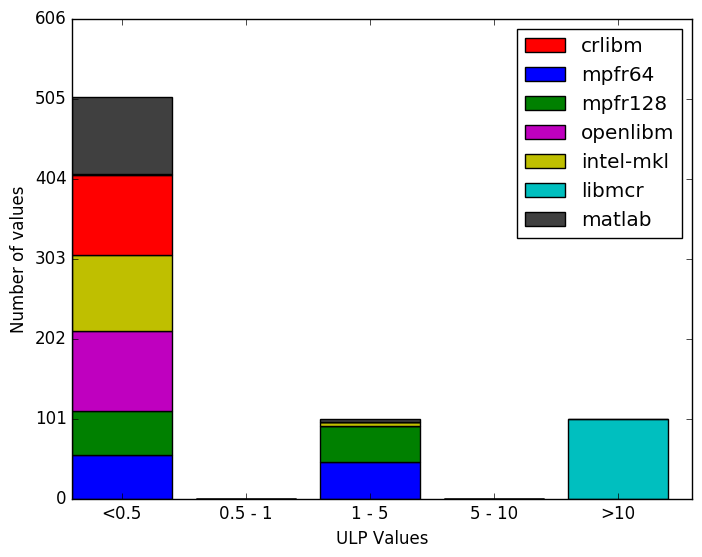 606
505
404
303
202
101
0
Number of values
crlibm
mpfr64
mpfr128
openlibm
intel-mkl
libmcr
matlab
<0.5
0.5 - 1
1 - 5
5 - 10
>10
ULP Values